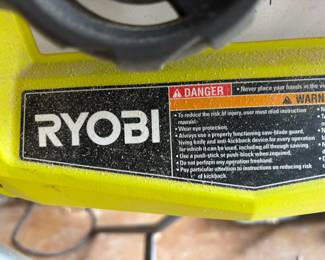 DANGER • Never place your hands in the vi
WARN
RYOBI
• To reduce the risk of injury, user must read instruction
manual.
• Wear eye protection.
• Always use a properly functioning saw-blade guard,
riving knife and anti-kickback device for every operation
for which it can be used, including all through sawing.
• Use a push-stick or push-block when required.
• Do not perform any operation freehand.
• Pay particular attention to instructions on reducing risk
of kickback.